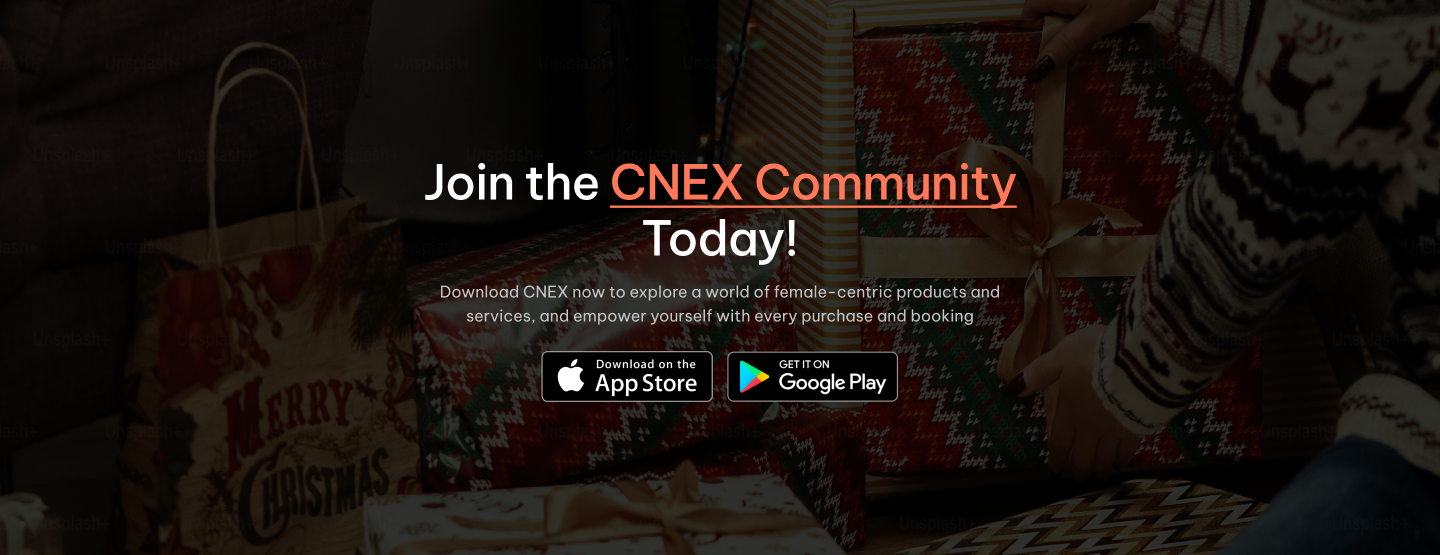 Join the CNEX Community
Today!
Download CNEX now to explore a world of female-centric products and
services, and empower yourself with every purchase and booking
Download on the
App Store
GET IT ON
Google Play
MERRY
CHRISTMAS
Unsplash+